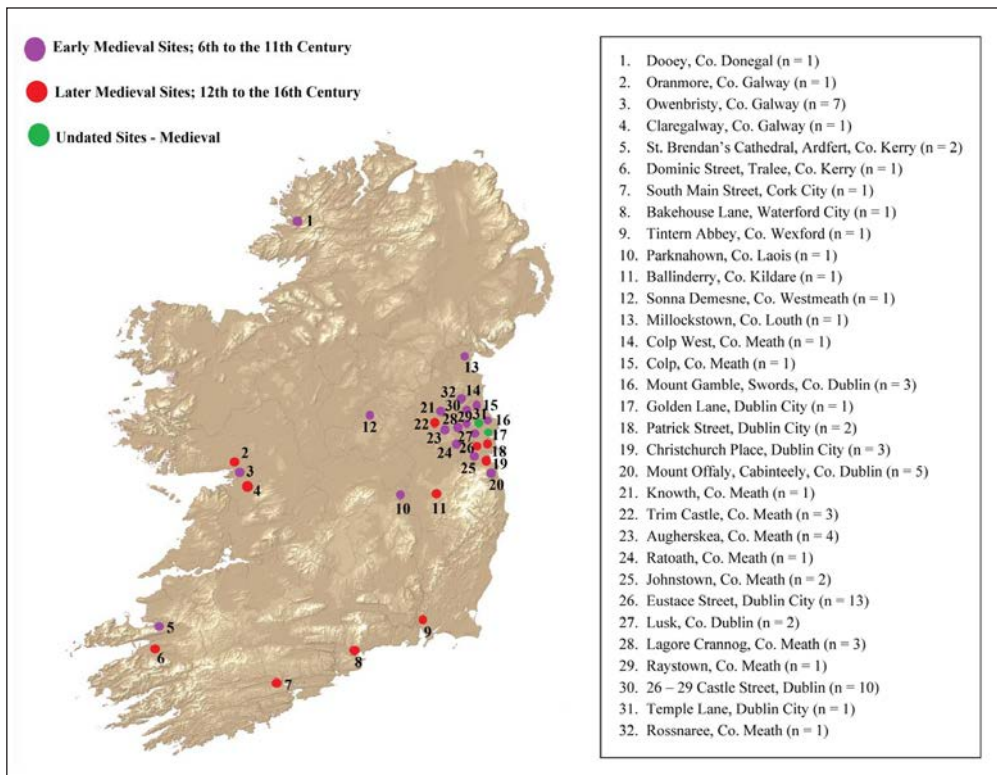 Early Medieval Sites; 6th to the 11th Century
Later Medieval Sites; 12th to the 16th Century
Undated Sites - Medieval
1
13
32
14
30
15
21
29
31
16
22
28
12
23
27
17
24
26
18
2
25
19
3
20
4
10
11
5
9
6
8
7
1. Dooey, Co. Donegal (n = 1)
2. Oranmore, Co. Galway (n = 1)
3. Owenbristy, Co. Galway (n = 7)
4. Claregalway, Co. Galway (n = 1)
5. St. Brendan's Cathedral, Ardfert, Co. Kerry (n = 2)
6. Dominic Street, Tralee, Co. Kerry (n = 1)
7. South Main Street, Cork City (n = 1)
8. Bakehouse Lane, Waterford City (n = 1)
9. Tintern Abbey, Co. Wexford (n = 1)
10. Parknahown, Co. Laois (n = 1)
11. Ballinderry, Co. Kildare (n = 1)
12. Sonna Demesne, Co. Westmeath (n = 1)
13. Millockstown, Co. Louth (n = 1)
14. Colp West, Co. Meath (n = 1)
15. Colp, Co. Meath (n = 1)
16. Mount Gamble, Swords, Co. Dublin (n = 3)
17. Golden Lane, Dublin City (n = 1)
18. Patrick Street, Dublin City (n = 2)
19. Christchurch Place, Dublin City (n = 3)
20. Mount Offaly, Cabinteely, Co. Dublin (n = 5)
21. Knowth, Co. Meath (n = 1)
22. Trim Castle, Co. Meath (n = 3)
23. Augherskea, Co. Meath (n = 4)
24. Ratoath, Co. Meath (n = 1)
25. Johnstown, Co. Meath (n = 2)
26. Eustace Street, Dublin City (n = 13)
27. Lusk, Co. Dublin (n = 2)
28. Lagore Crannog, Co. Meath (n = 3)
29. Raystown, Co. Meath (n = 1)
30. 26 – 29 Castle Street, Dublin (n = 10)
31. Temple Lane, Dublin City (n = 1)
32. Rossnaree, Co. Meath (n = 1)